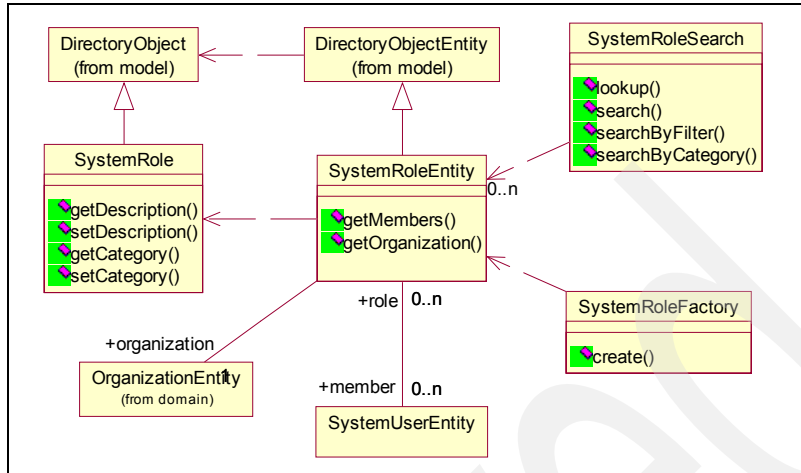 DirectoryObject
(from model)
DirectoryObjectEntity
(from model)
SystemRoleSearch
lookup()
search()
searchByFilter()
searchByCategory()
SystemRole
getDescription()
setDescription()
getCategory()
setCategory()
SystemRoleEntity
getMembers()
getOrganization()
0..n
+role
0..n
SystemRoleFactory
create()
+organization
1
OrganizationEntity
(from domain)
+member
0..n
SystemUserEntity